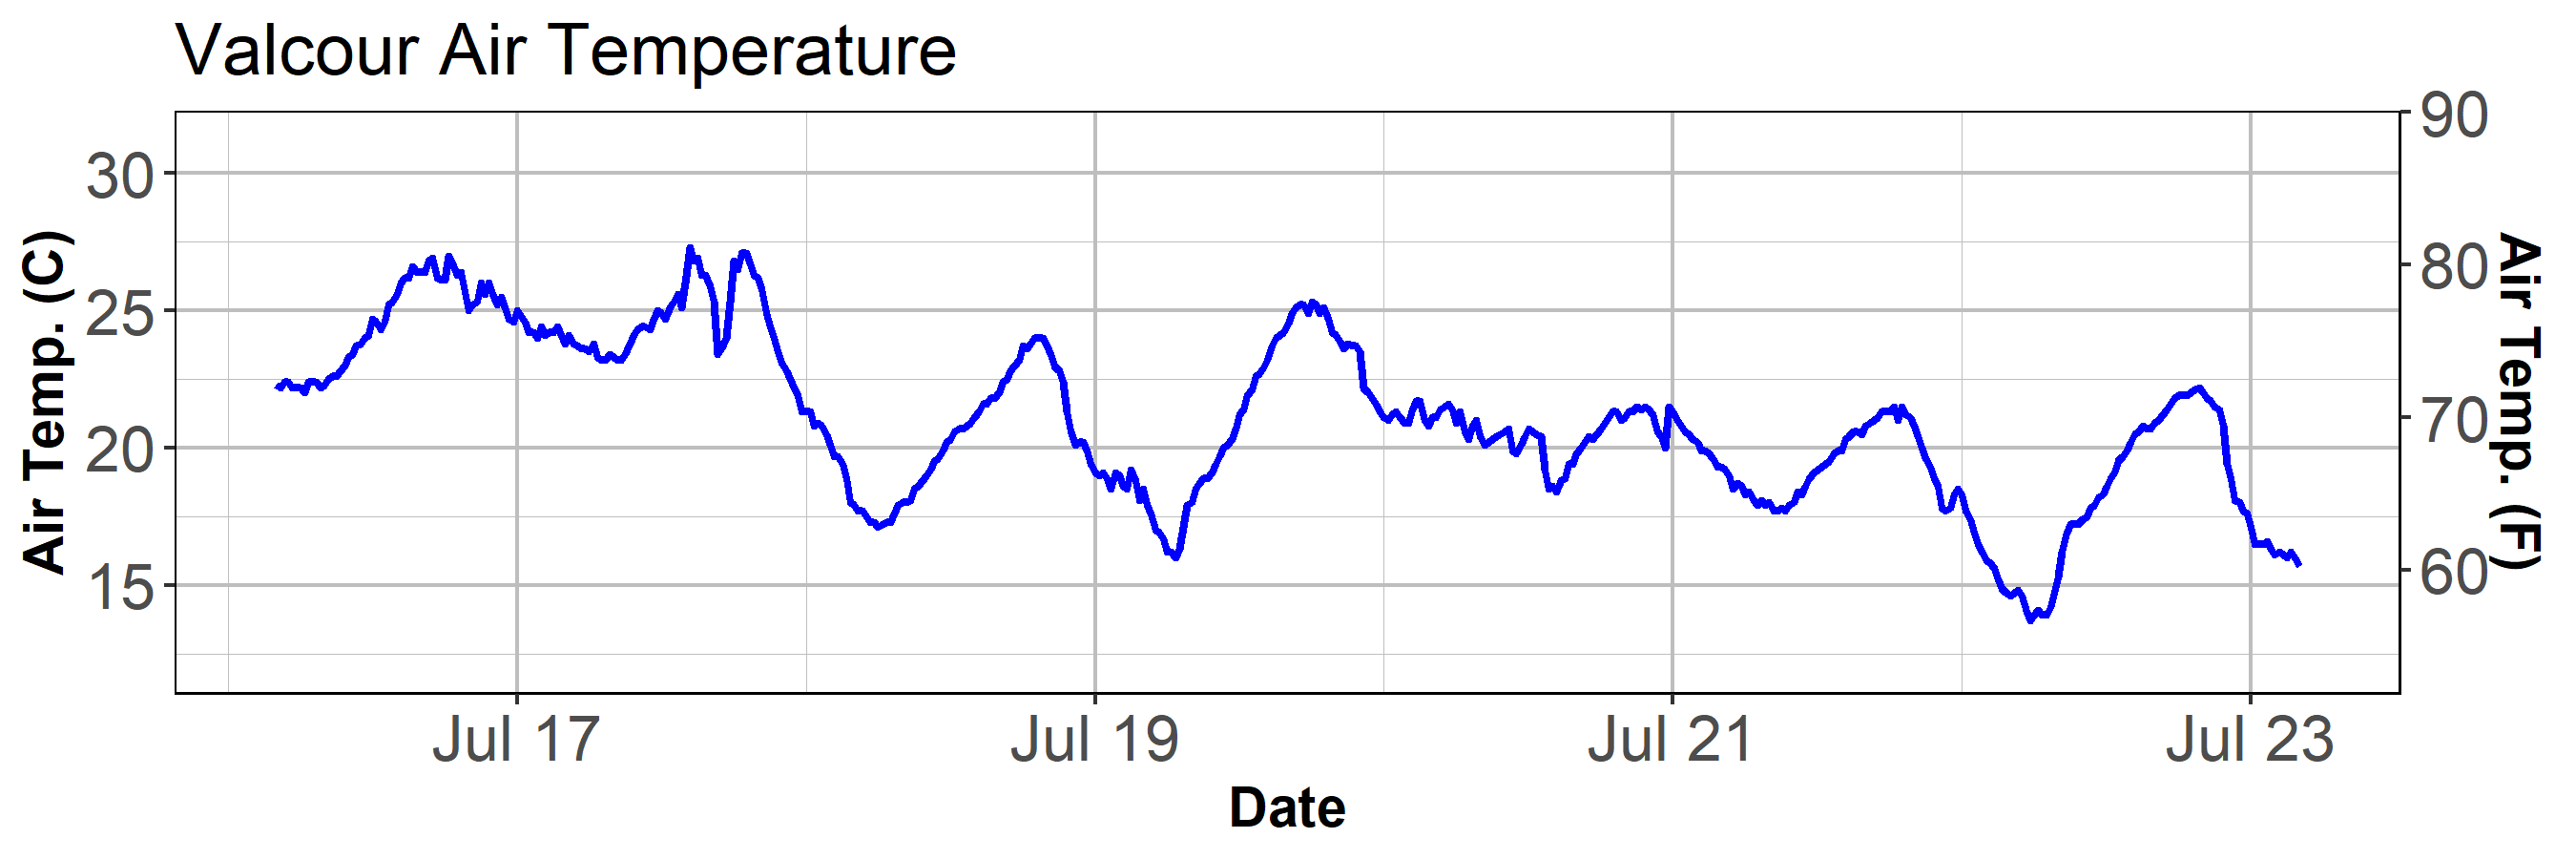 Valcour Air Temperature
Air Temp. (C)
30
25
20
15
90
80
70
60
Air Temp. (F)
Jul 17
Jul 19
Jul 21
Jul 23
Date